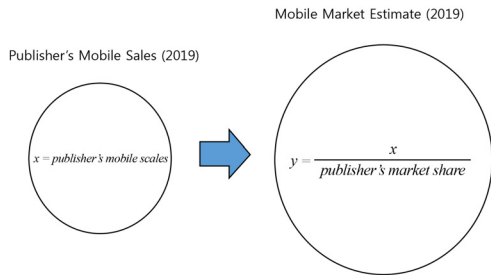 Mobile Market Estimate (2019)
Publisher's Mobile Sales (2019)
x = publisher's mobile scales
y = x / publisher's market share